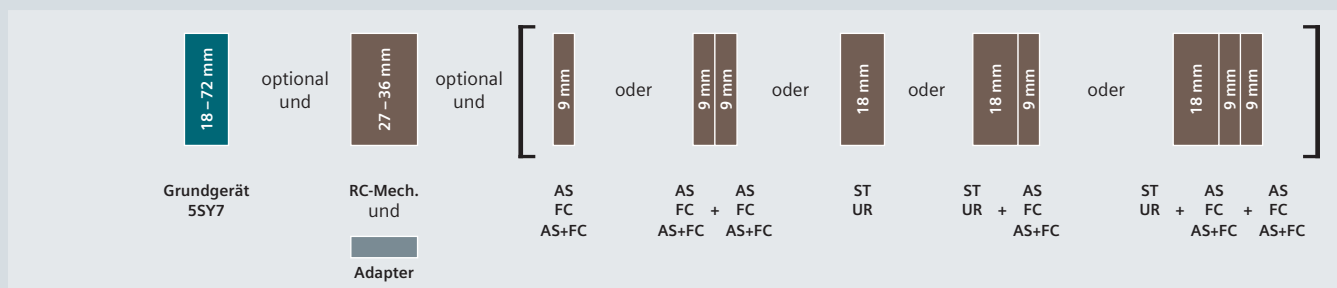 18–72 mm
optional
und
27–36 mm
optional
und
9 mm
oder
9 mm
9 mm
oder
18 mm
oder
18 mm
9 mm
oder
18 mm
9 mm
9 mm
Grundgerät
5SY7
RC-Mech.
und
Adapter
AS
FC
AS+FC
AS AS
FC + FC
AS+FC AS+FC
ST
UR
ST AS
UR + FC
AS+FC
ST AS AS
UR + FC + FC
AS+FC AS+FC